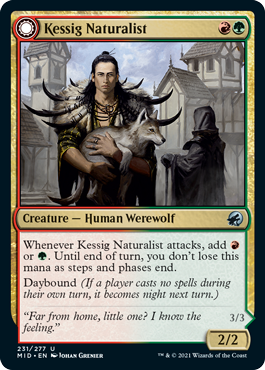 Kessig Naturalist
Creature — Human Werewolf
Whenever Kessig Naturalist attacks, add
or . Until end of turn, you don't lose this
mana as steps and phases end.
Daybound (If a player casts no spells during
their own turn, it becomes night next turn.)
"Far from home, little one? I know the
feeling."
3/3
2/2
231/277 U
MID • EN Johan Grenier
™ & © 2021 Wizards of the Coast